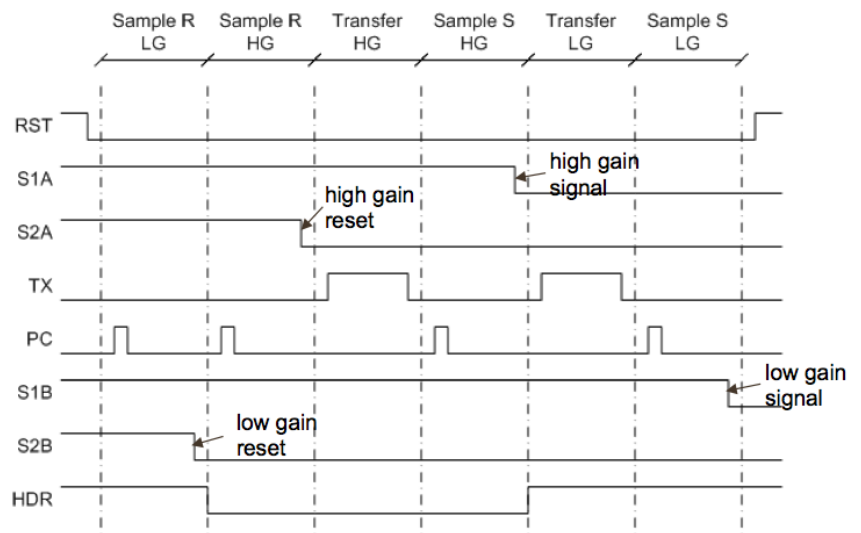 Sample R Sample R Transfer Sample S Transfer Sample S
LG HG HG HG LG LG
RST
S1A
high gain
signal
high gain
reset
S2A
TX
PC
S1B
low gain
signal
low gain
reset
S2B
HDR